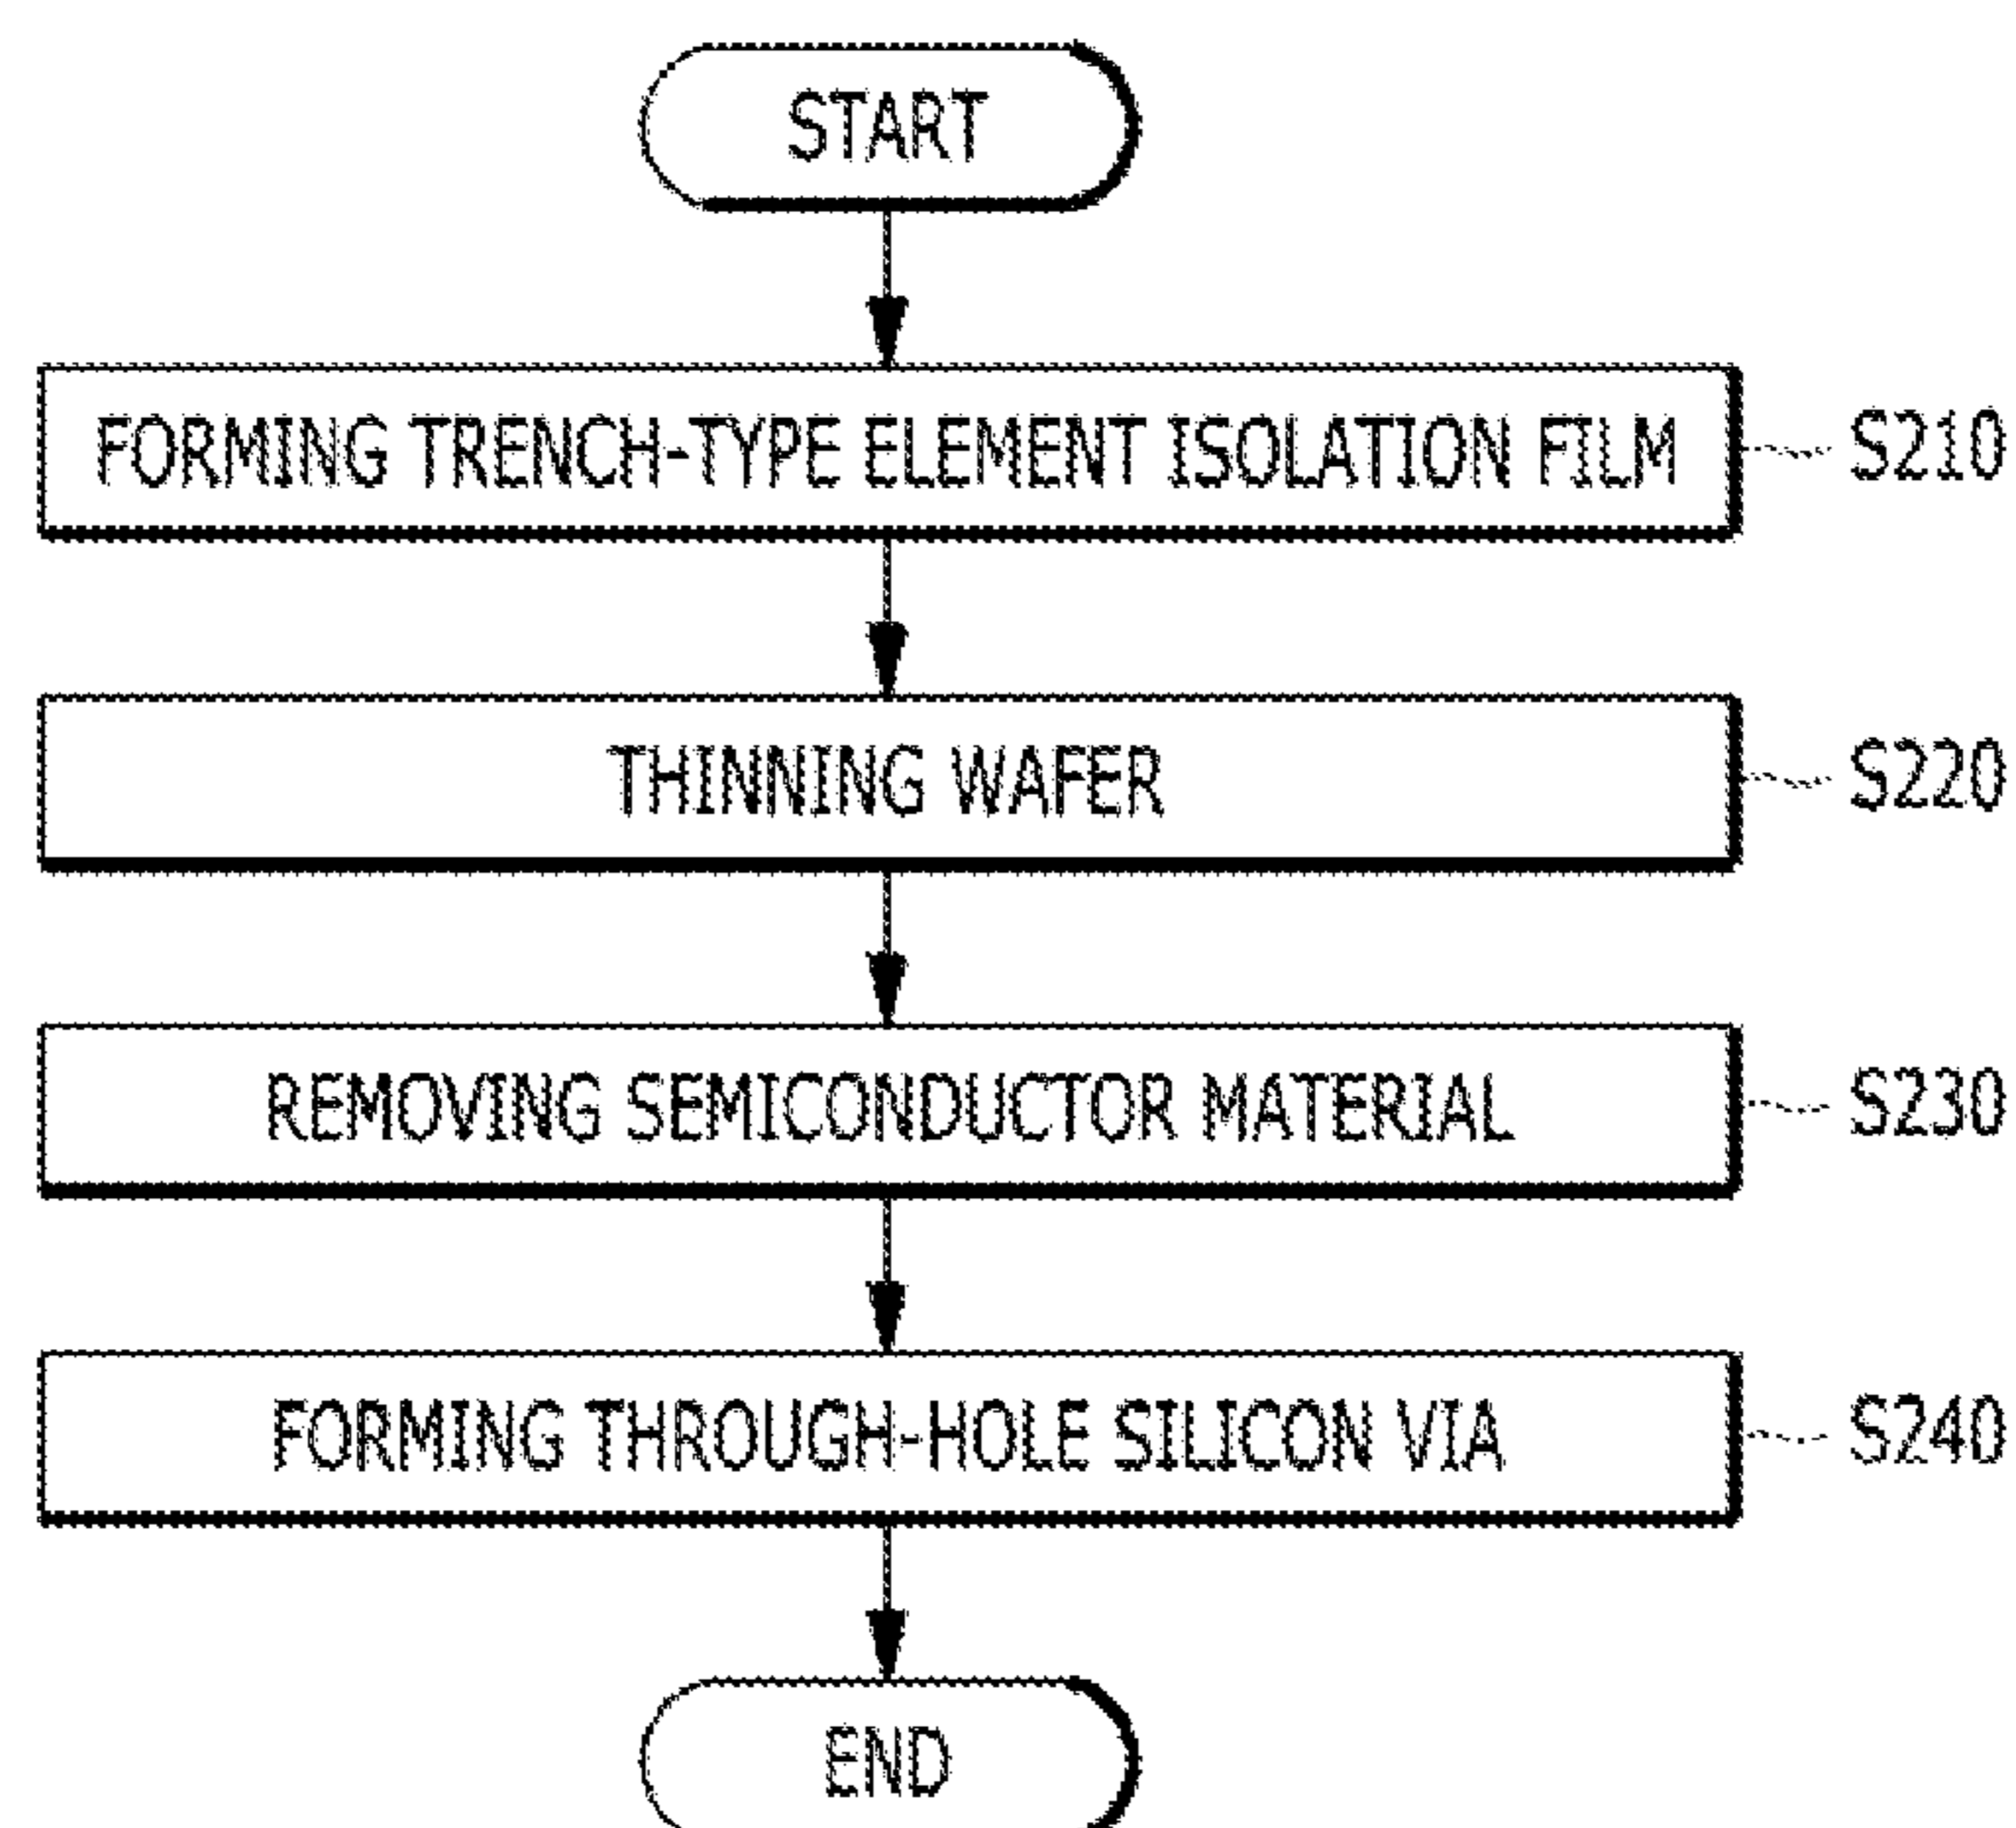 START
FORMING TRENCH-TYPE ELEMENT ISOLATION FILM
S210
THINNING WAFER
S220
REMOVING SEMICONDUCTOR MATERIAL
S230
FORMING THROUGH-HOLE SILICON VIA
S240
END